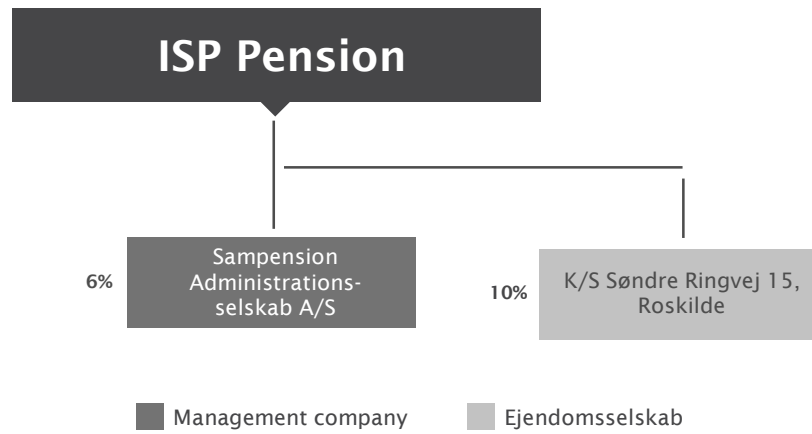 ISP Pension
6%
Sampension
Administrations-
selskab A/S
10%
K/S Søndre Ringvej 15,
Roskilde
Management company
Ejendomsselskab